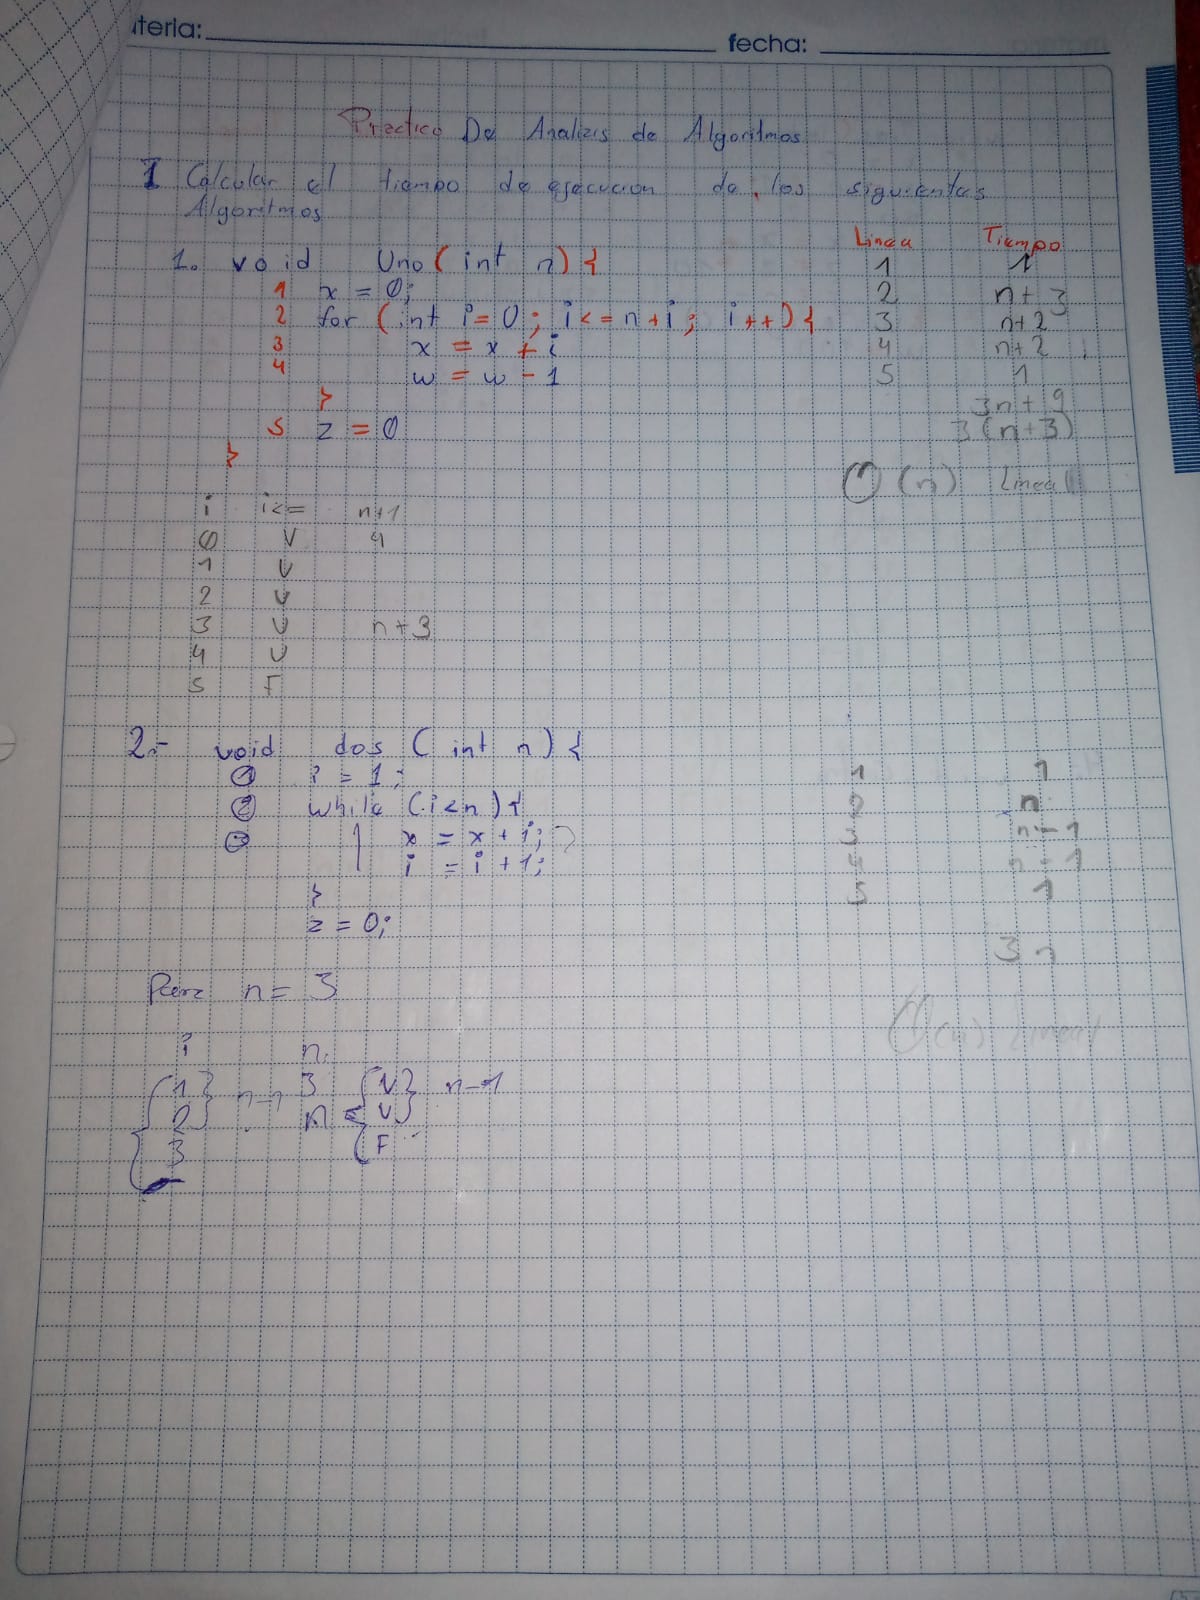 ateria: fecha:
Practico De Analizis de Algoritmos
1 Calcular el tiempo de ejecucion de los siguientes
Algoritmos
Linea Tiempo
1. void Uno ( int n) { 1 1
1 x = 0; 2 n+3
2 for (int i=0; i<=n+i; i++) { 3 n+2
3 x = x + i 4 n+2
4 w = w - 1 5 1
} 3n+9
5 z = 0 3(n+3)
}
O (n) Lineal
i i<= n+1
0 V 4
1 V
2 V
3 V n+3
4 V
5 F
2.- void dos ( int n) {
1 i = 1; 1 1
2 while (i<n) { 2 n
3 x = x + i; 3 n-1
i = i + 1; 4 n-1
} 5 1
z = 0;
3n
Para n = 3
O(n) Lineal
i n
1 3 V n-1
2 n-1 n V
3 F